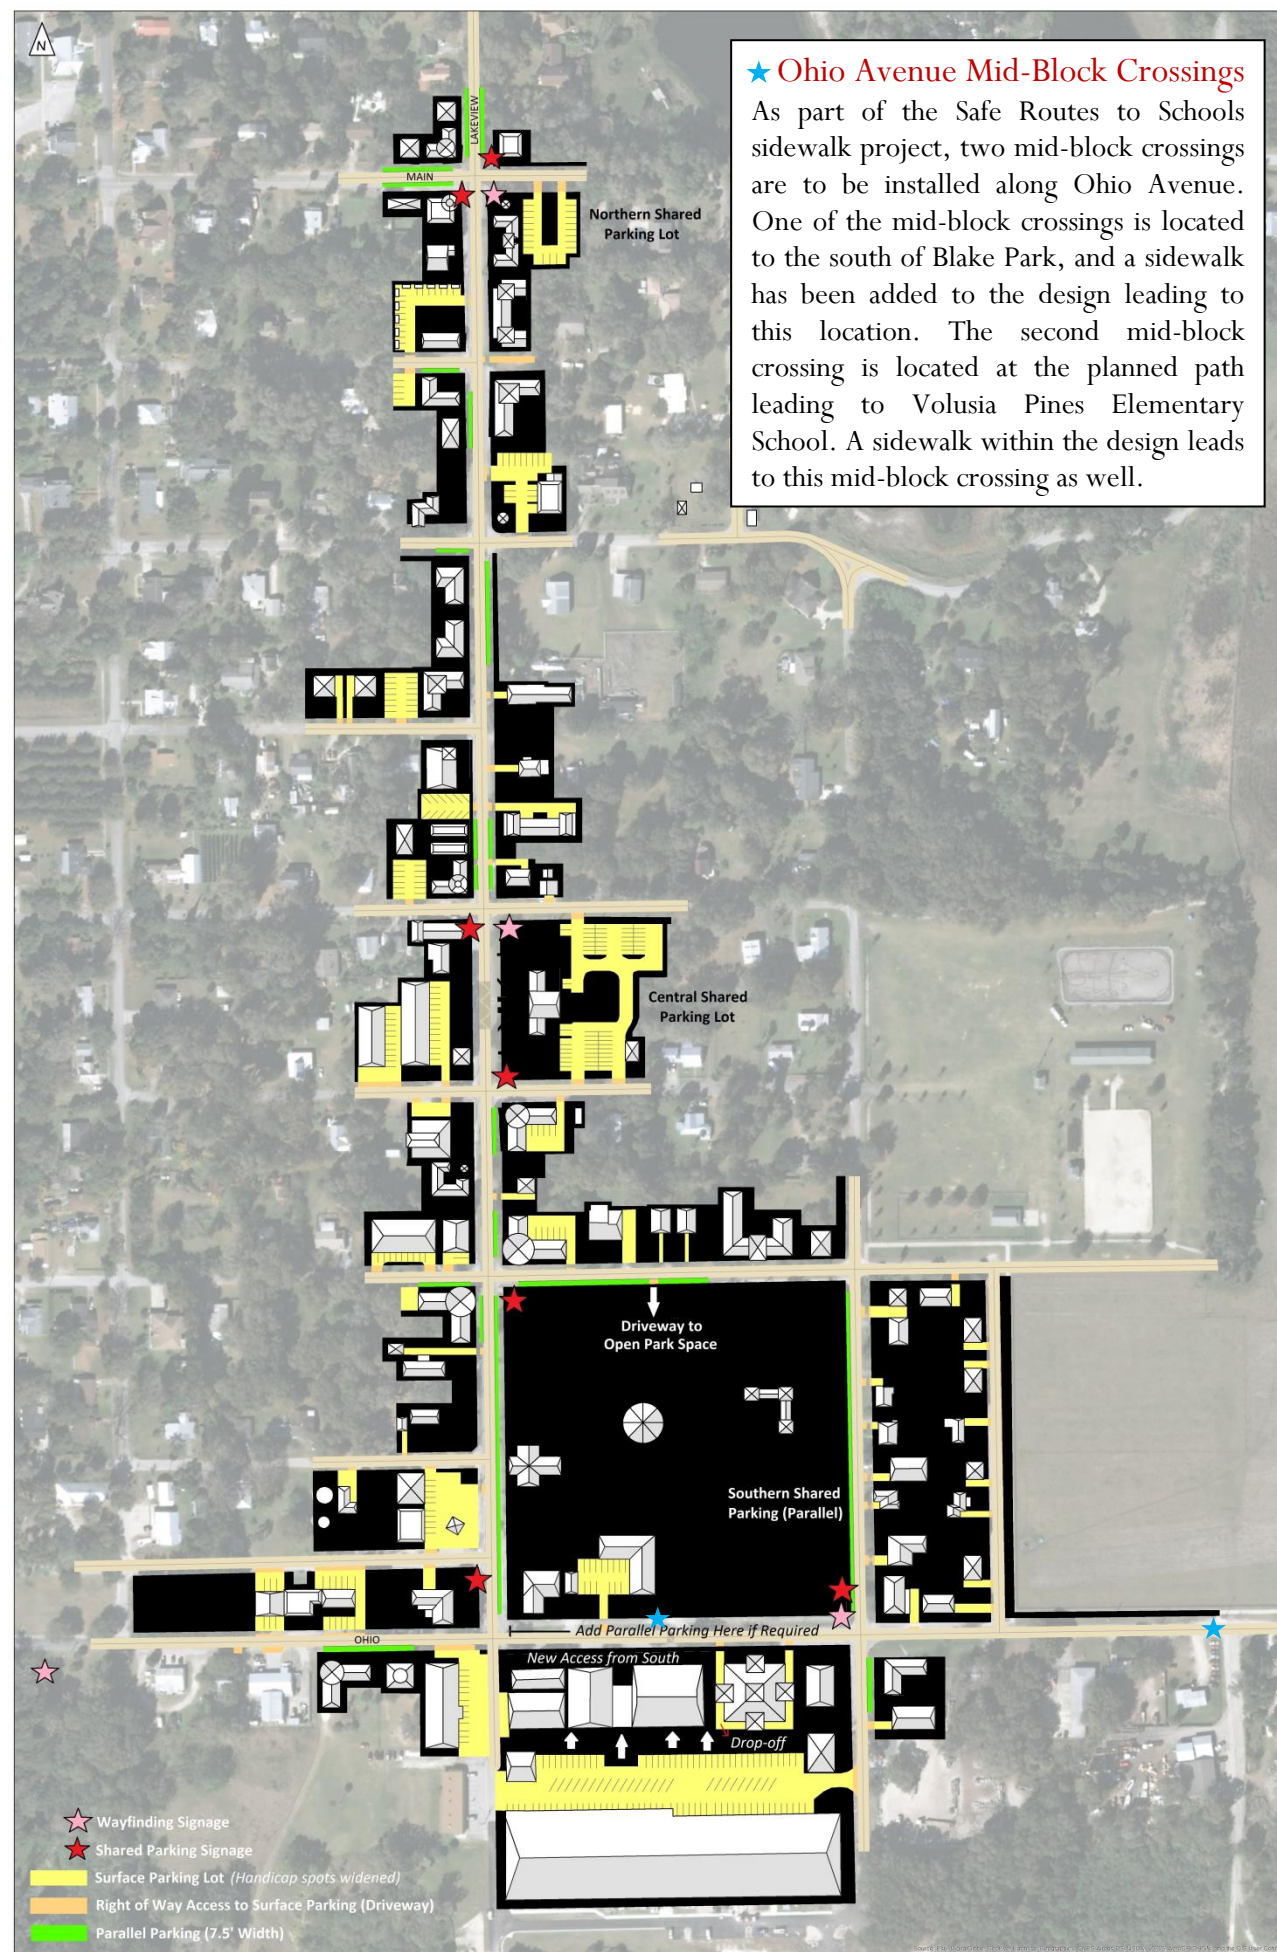 N
★ Ohio Avenue Mid-Block Crossings
As part of the Safe Routes to Schools
sidewalk project, two mid-block crossings
are to be installed along Ohio Avenue.
One of the mid-block crossings is located
to the south of Blake Park, and a sidewalk
has been added to the design leading to
this location. The second mid-block
crossing is located at the planned path
leading to Volusia Pines Elementary
School. A sidewalk within the design leads
to this mid-block crossing as well.
LAKEVIEW
MAIN
Northern Shared
Parking Lot
Central Shared
Parking Lot
Driveway to
Open Park Space
Southern Shared
Parking (Parallel)
Add Parallel Parking Here if Required
OHIO
New Access from South
Drop-off
Wayfinding Signage
Shared Parking Signage
Surface Parking Lot (Handicap spots widened)
Right of Way Access to Surface Parking (Driveway)
Parallel Parking (7.5' Width)